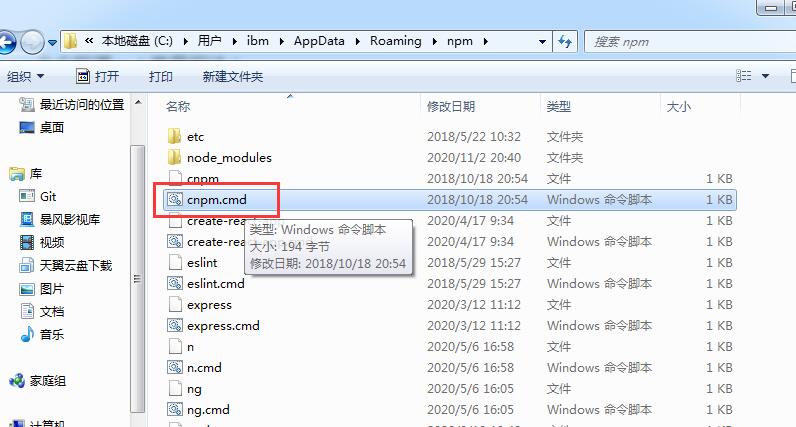 « 本地磁盘 (C:) ▸ 用户 ▸ ibm ▸ AppData ▸ Roaming ▸ npm ▸
搜索 npm
组织 打开 打印 新建文件夹
最近访问的位置
桌面
库
Git
暴风影视库
视频
天翼云盘下载
图片
文档
音乐
家庭组
计算机
名称 修改日期 类型 大小
etc 2018/5/22 10:32 文件夹
node_modules 2020/11/2 20:40 文件夹
cnpm 2018/10/18 20:54 文件 1 KB
cnpm.cmd 2018/10/18 20:54 Windows 命令脚本 1 KB
create-rea 2020/4/17 9:34 文件 1 KB
create-rea 2020/4/17 9:34 Windows 命令脚本 1 KB
eslint 2018/5/29 15:27 文件 1 KB
eslint.cmd 2018/5/29 15:27 Windows 命令脚本 1 KB
express 2020/3/12 11:12 文件 1 KB
express.cmd 2020/3/12 11:12 Windows 命令脚本 1 KB
n 2020/5/6 16:58 文件 1 KB
n.cmd 2020/5/6 16:58 Windows 命令脚本 1 KB
ng 2020/5/6 16:05 文件 1 KB
ng.cmd 2020/5/6 16:05 Windows 命令脚本 1 KB
类型: Windows 命令脚本
大小: 194 字节
修改日期: 2018/10/18 20:54